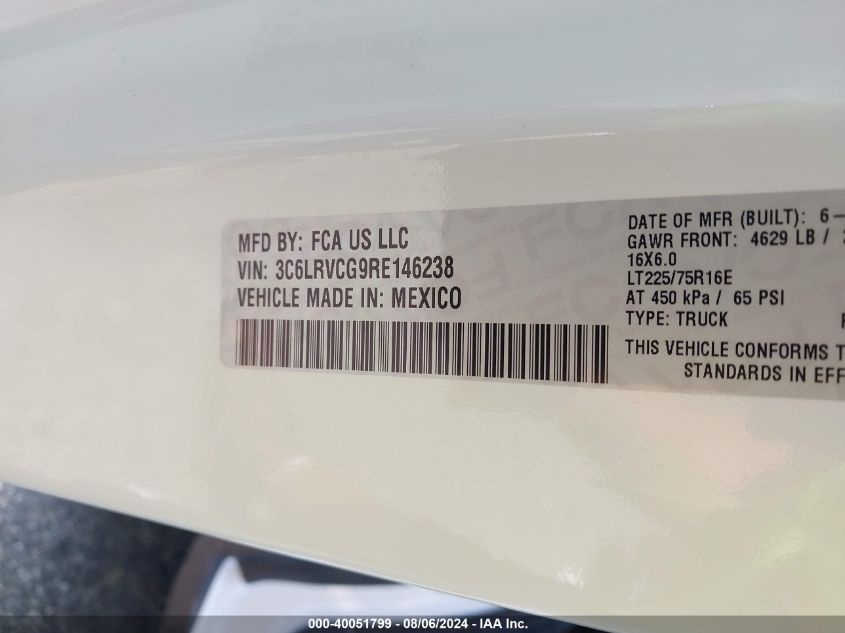 MFD BY: FCA US LLC
VIN: 3C6LRVCG9RE146238
VEHICLE MADE IN: MEXICO
DATE OF MFR (BUILT): 6-
GAWR FRONT: 4629 LB /
16X6.0
LT225/75R16E
AT 450 kPa / 65 PSI
TYPE: TRUCK
THIS VEHICLE CONFORMS T
STANDARDS IN EFF
000-40051799 - 08/06/2024 - IAA Inc.